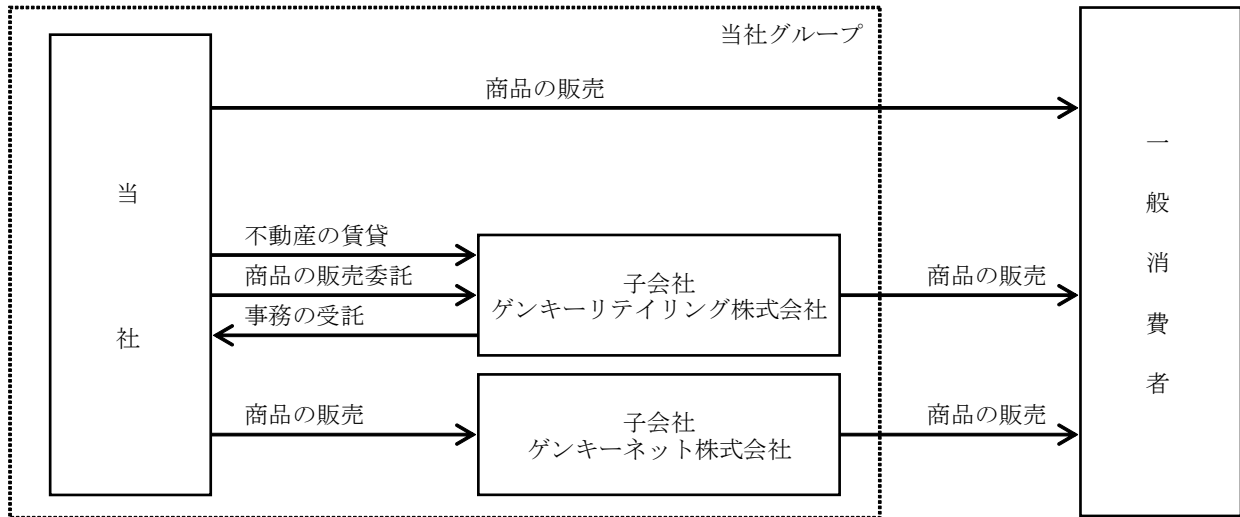 当社グループ
当社
商品の販売
一般消費者
不動産の賃貸
商品の販売委託
事務の受託
子会社
ゲンキーリテイリング株式会社
商品の販売
商品の販売
子会社
ゲンキーネット株式会社
商品の販売